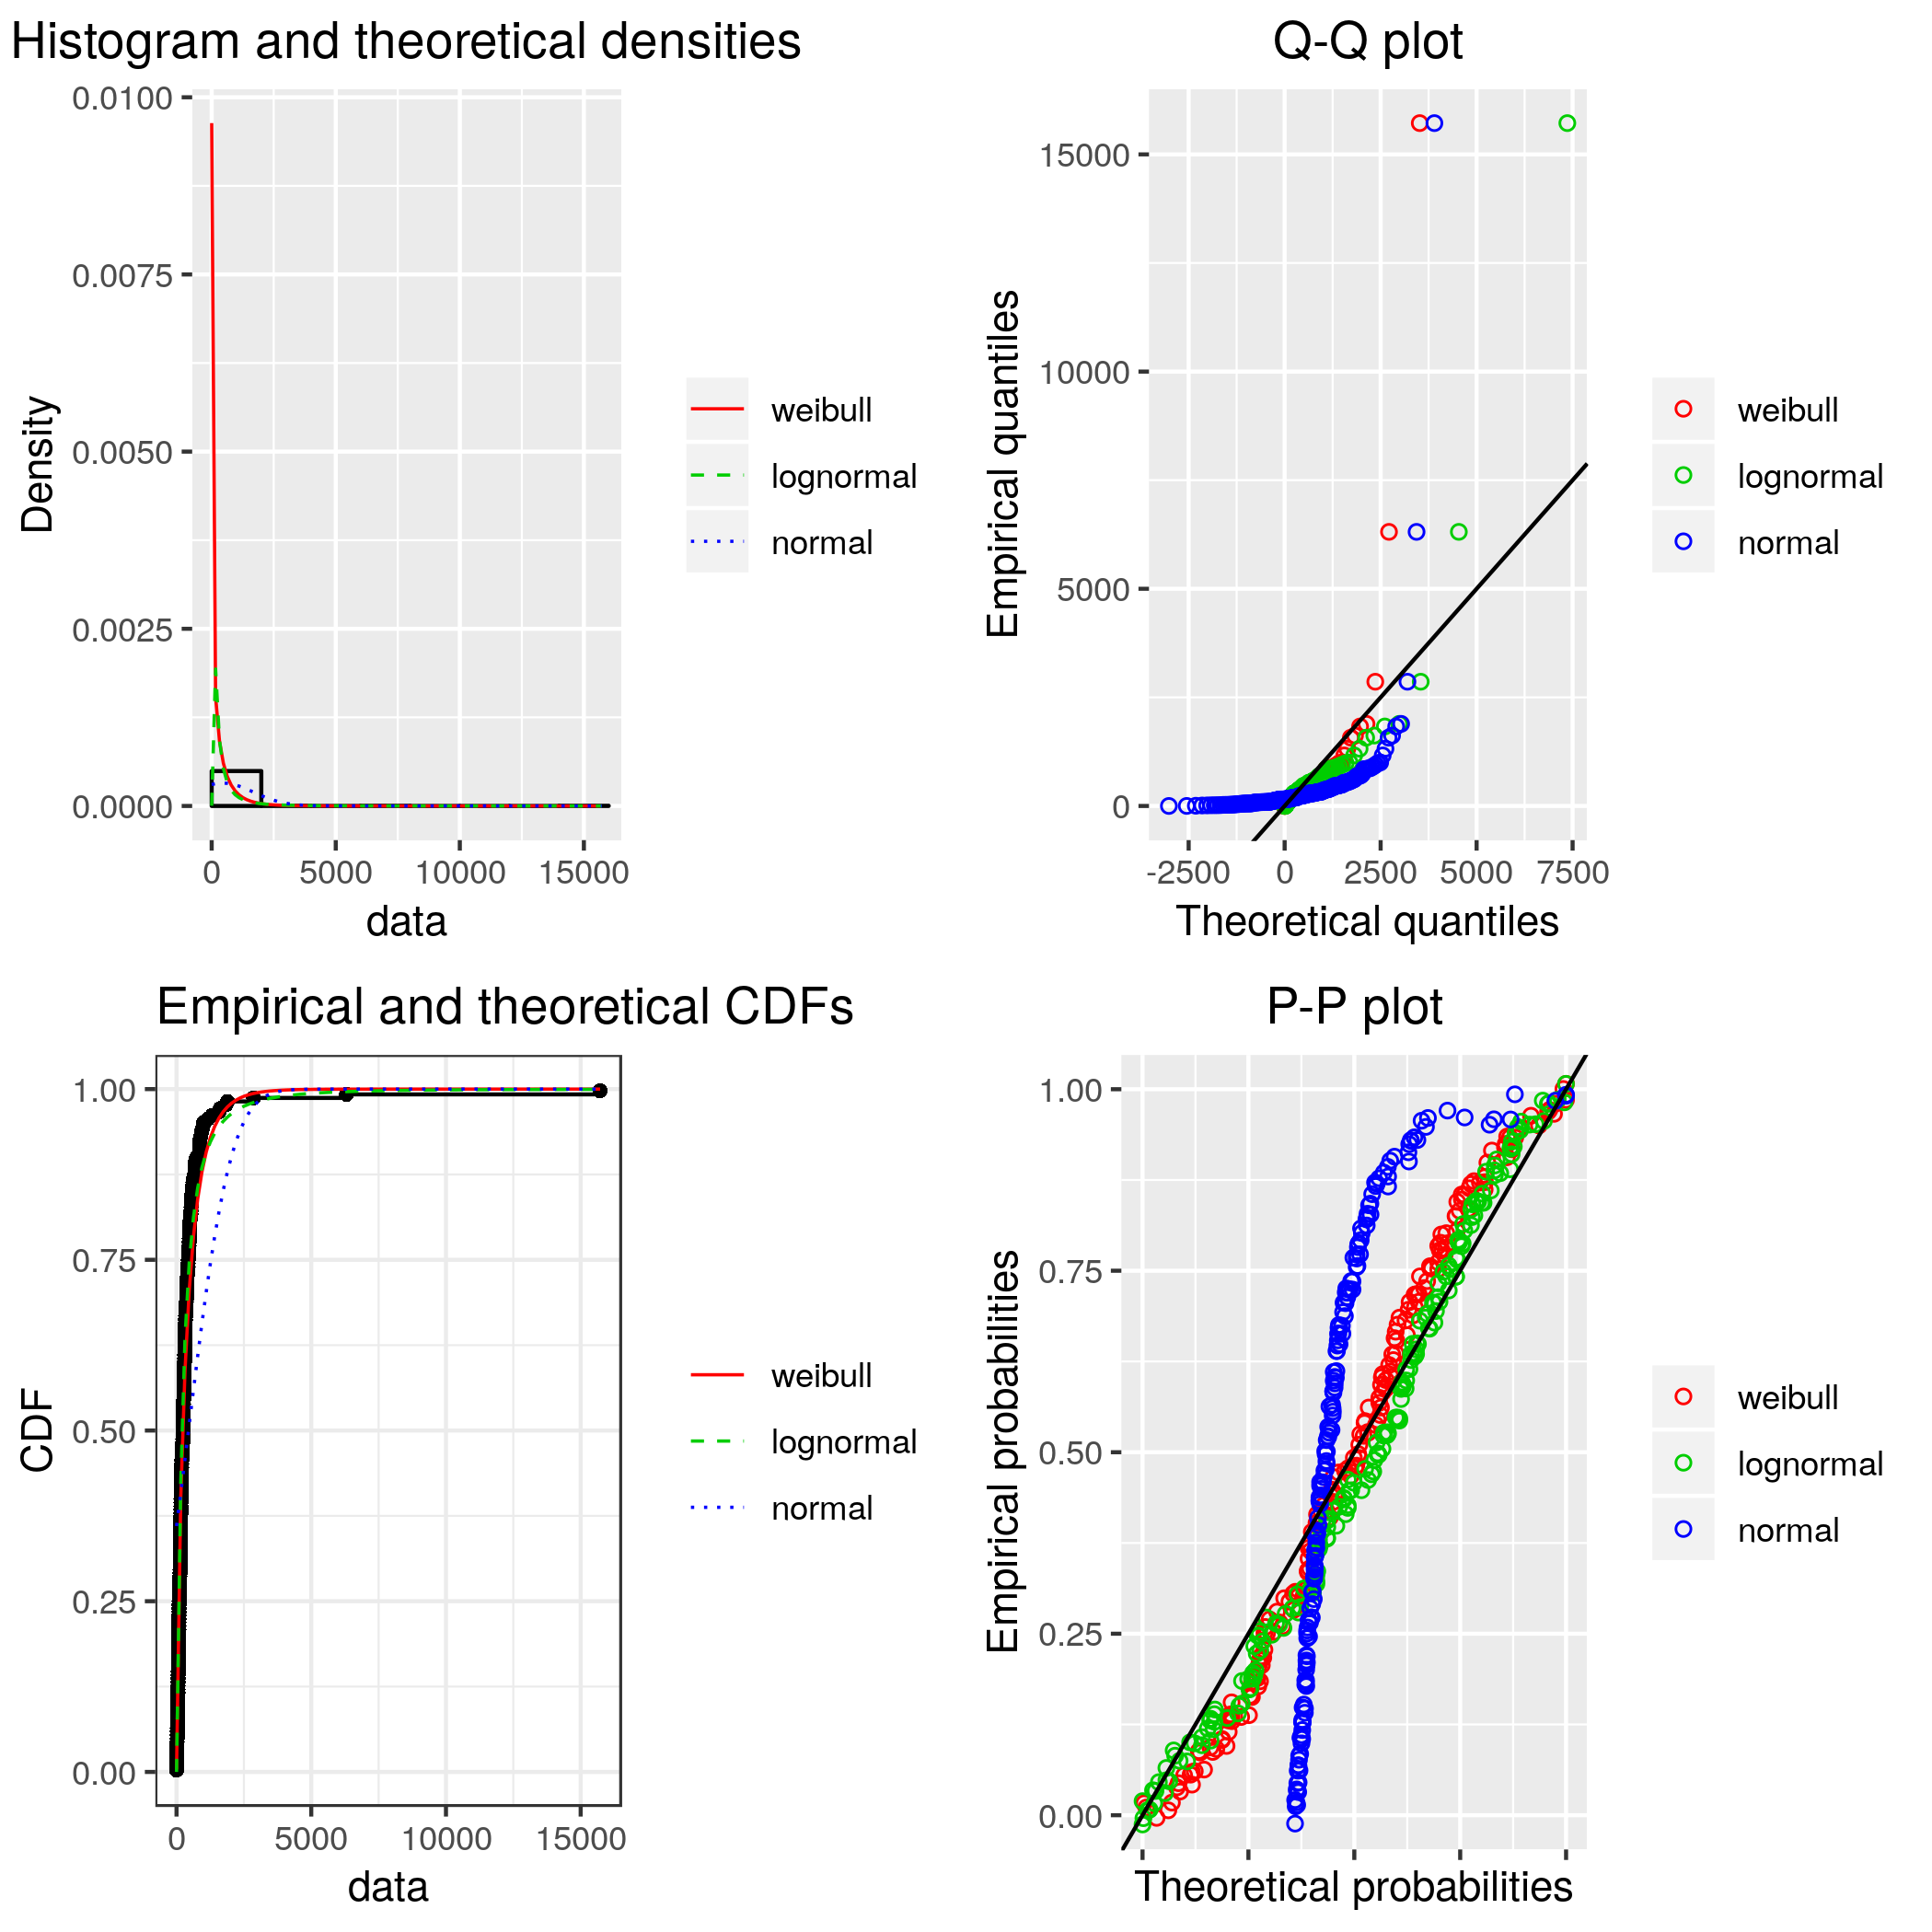 Histogram and theoretical densities
0.0100
0.0075
0.0050
0.0025
0.0000
Density
0 5000 10000 15000
data
weibull
lognormal
normal
Q-Q plot
15000
10000
5000
0
Empirical quantiles
-2500 0 2500 5000 7500
Theoretical quantiles
weibull
lognormal
normal
Empirical and theoretical CDFs
1.00
0.75
0.50
0.25
0.00
CDF
0 5000 10000 15000
data
weibull
lognormal
normal
P-P plot
1.00
0.75
0.50
0.25
0.00
Empirical probabilities
Theoretical probabilities
weibull
lognormal
normal